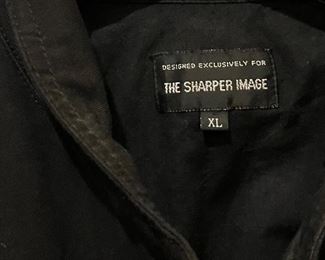 DESIGNED EXCLUSIVELY FOR
THE SHARPER IMAGE
XL